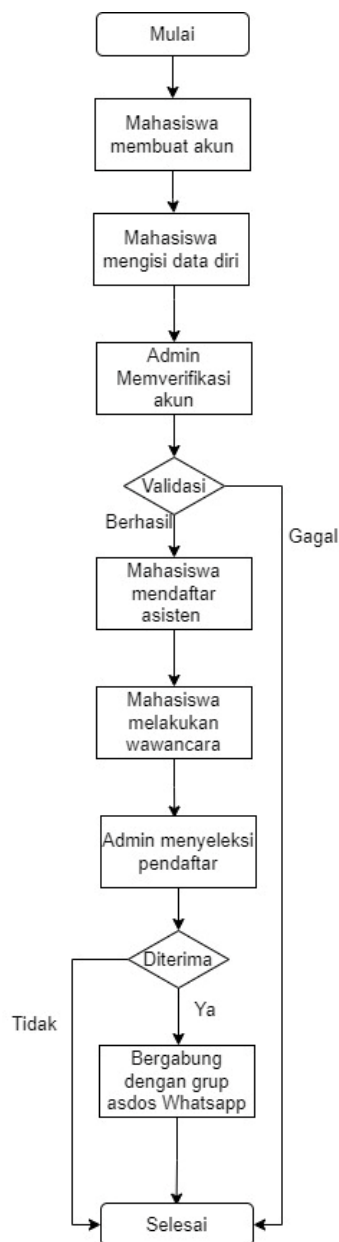 Mulai
Mahasiswa
membuat akun
Mahasiswa
mengisi data diri
Admin
Memverifikasi
akun
Validasi
Berhasil
Gagal
Mahasiswa
mendaftar
asisten
Mahasiswa
melakukan
wawancara
Admin menyeleksi
pendaftar
Diterima
Tidak
Ya
Bergabung
dengan grup
asdos Whatsapp
Selesai